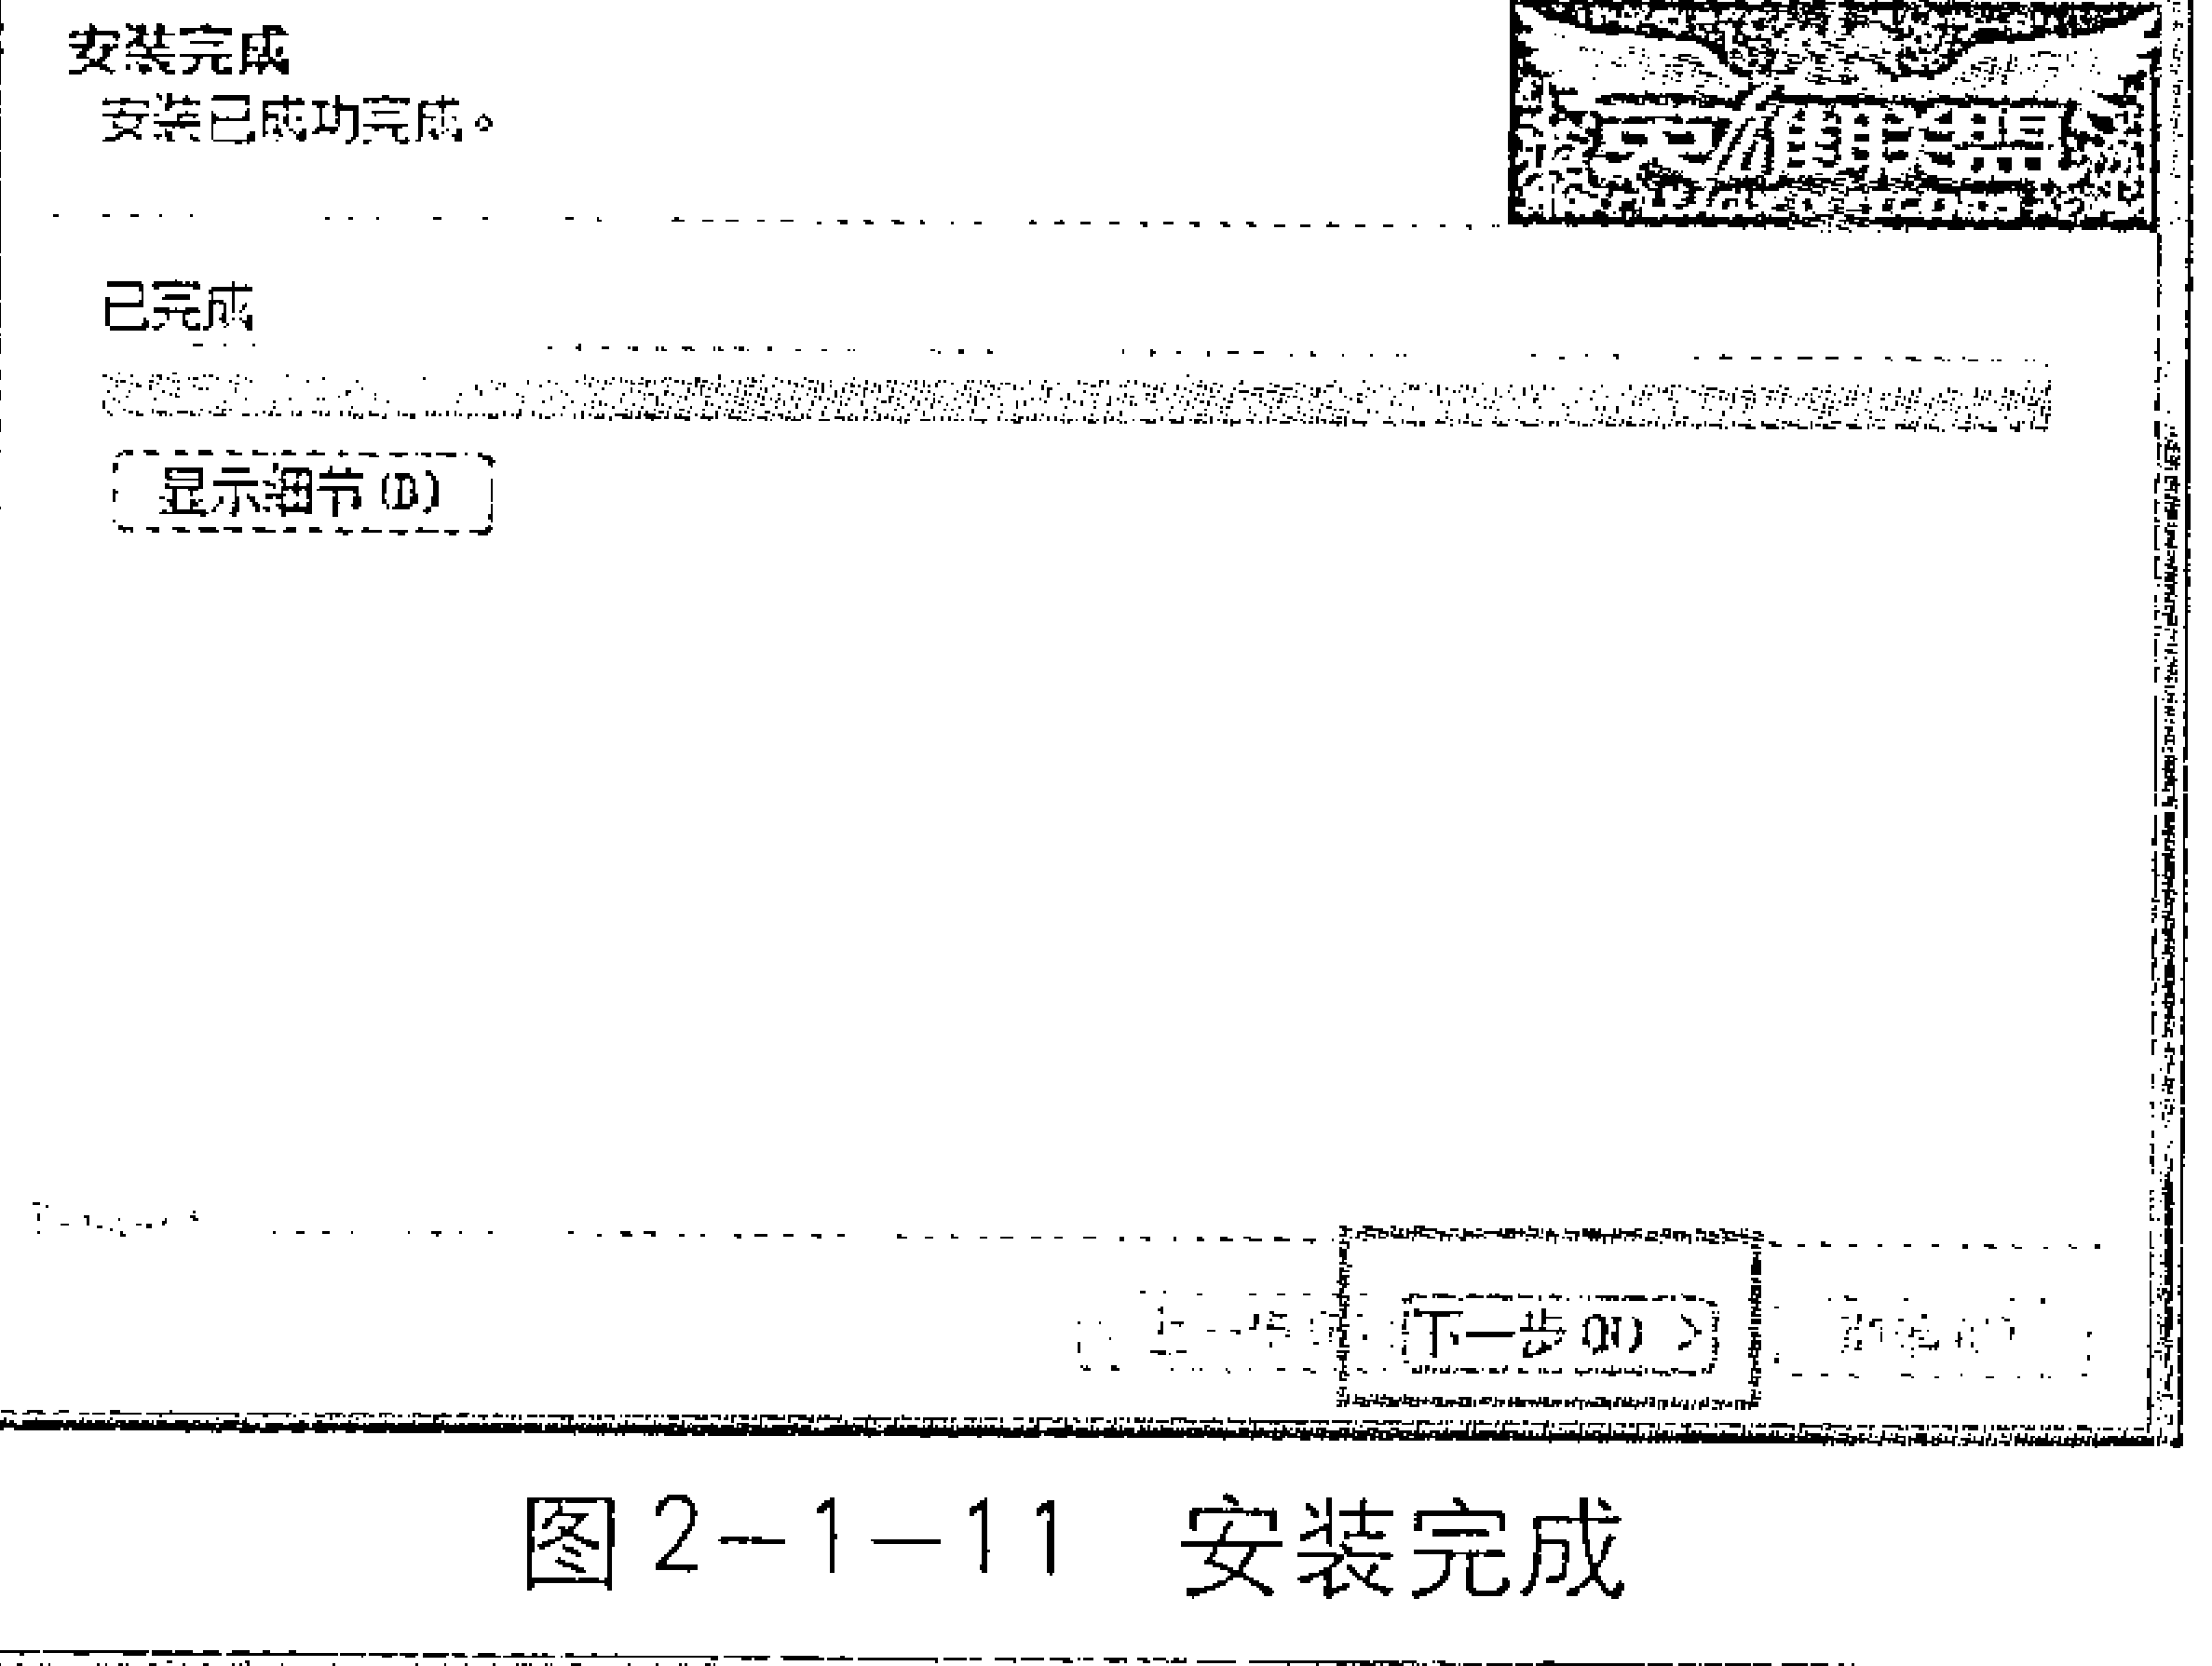 安装完成
安装已成功完成。
已完成
显示细节(D)
下一步(N) >
图2-1-11 安装完成